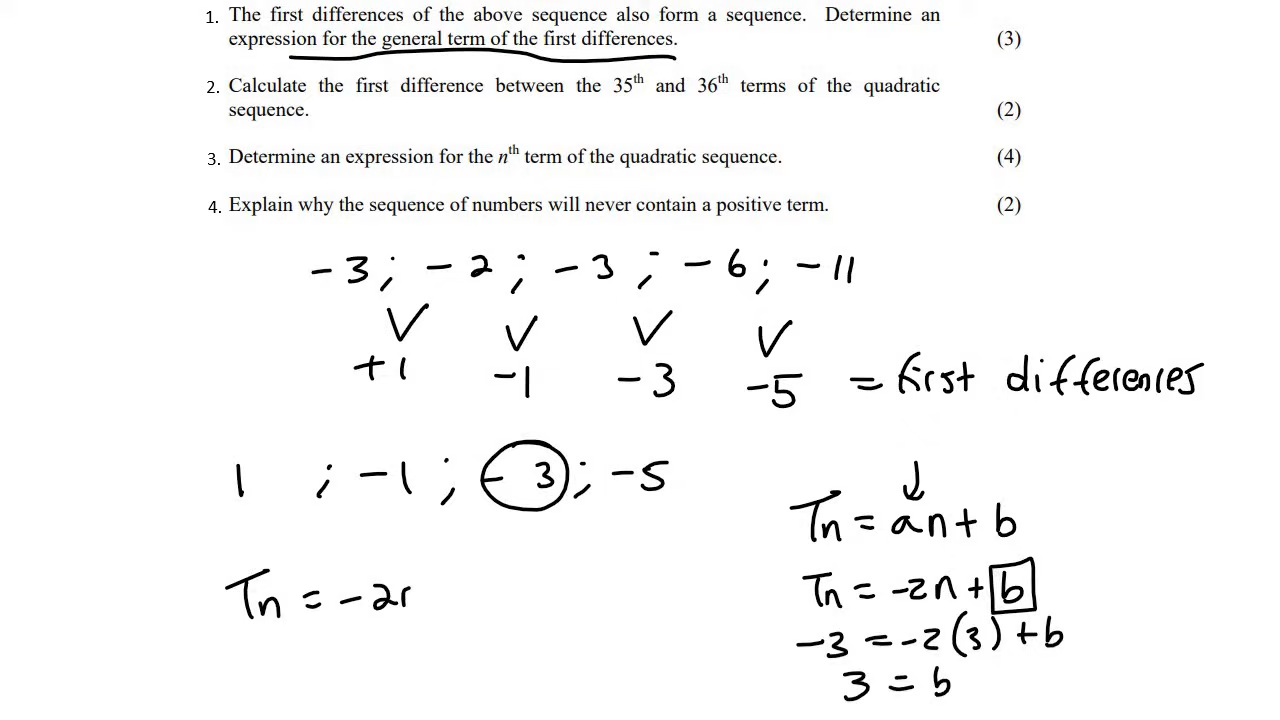 1. The first differences of the above sequence also form a sequence. Determine an
expression for the general term of the first differences. (3)
2. Calculate the first difference between the 35th and 36th terms of the quadratic
sequence. (2)
3. Determine an expression for the nth term of the quadratic sequence. (4)
4. Explain why the sequence of numbers will never contain a positive term. (2)
-3 ; -2 ; -3 ; -6 ; -11
+1 -1 -3 -5 = first differences
1 ; -1 ; -3 ; -5
Tn = an + b
Tn = -2n + b
-3 = -2(3) + b
3 = b
Tn = -2r